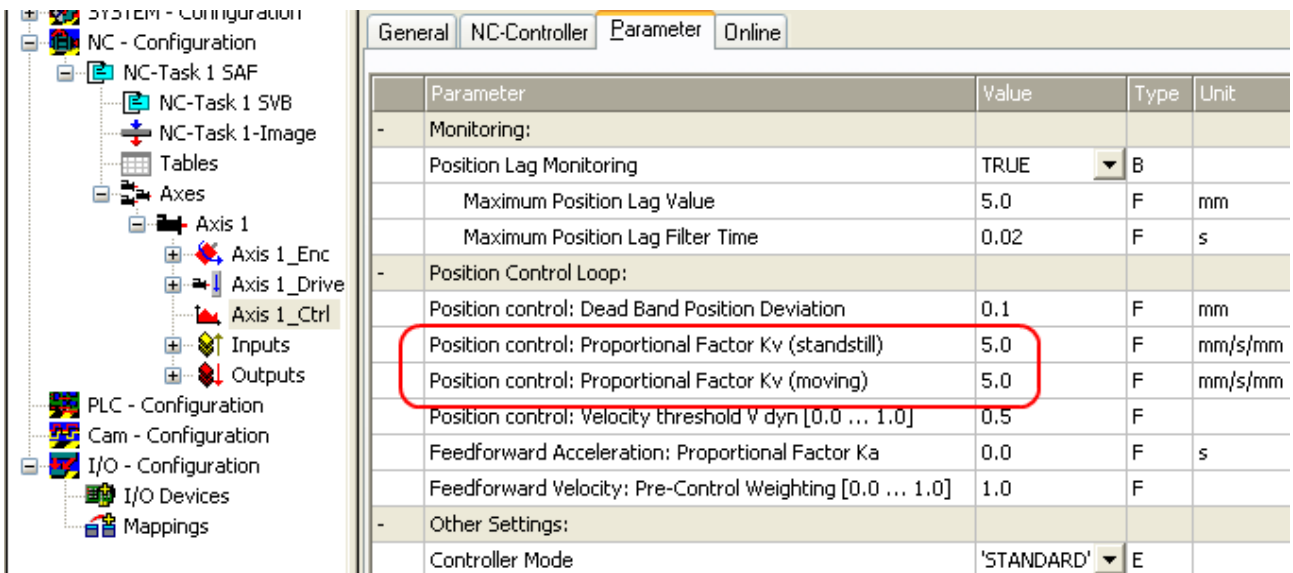 SYSTEM - Configuration
NC - Configuration
NC-Task 1 SAF
NC-Task 1 SVB
NC-Task 1-Image
Tables
Axes
Axis 1
Axis 1_Enc
Axis 1_Drive
Axis 1_Ctrl
Inputs
Outputs
PLC - Configuration
Cam - Configuration
I/O - Configuration
I/O Devices
Mappings
General NC-Controller Parameter Online
Parameter Value Type Unit
- Monitoring:
Position Lag Monitoring TRUE B
Maximum Position Lag Value 5.0 F mm
Maximum Position Lag Filter Time 0.02 F s
- Position Control Loop:
Position control: Dead Band Position Deviation 0.1 F mm
Position control: Proportional Factor Kv (standstill) 5.0 F mm/s/mm
Position control: Proportional Factor Kv (moving) 5.0 F mm/s/mm
Position control: Velocity threshold V dyn [0.0 ... 1.0] 0.5 F
Feedforward Acceleration: Proportional Factor Ka 0.0 F s
Feedforward Velocity: Pre-Control Weighting [0.0 ... 1.0] 1.0 F
- Other Settings:
Controller Mode 'STANDARD' E